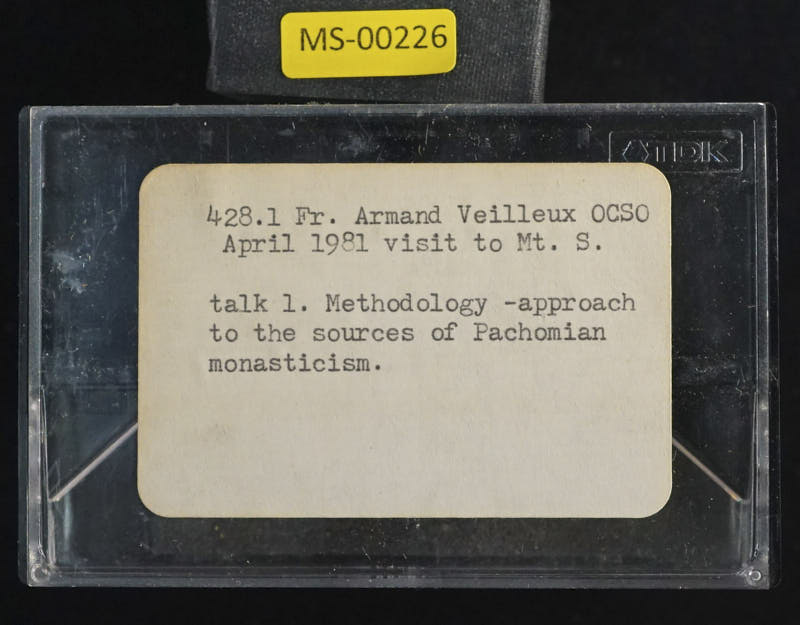 MS-00226
TDK
428.1 Fr. Armand Veilleux OCSO
April 1981 visit to Mt. S.
talk 1. Methodology -approach
to the sources of Pachomian
monasticism.